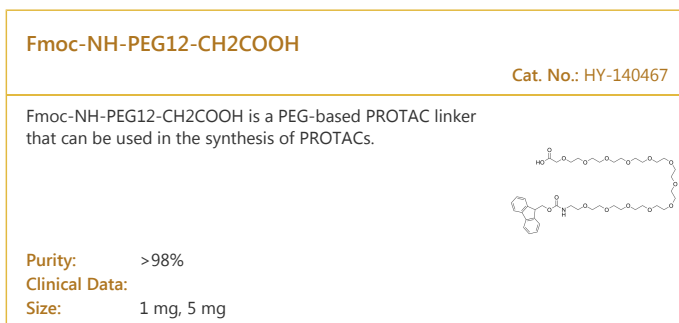 Fmoc-NH-PEG12-CH2COOH
Cat. No.: HY-140467
Fmoc-NH-PEG12-CH2COOH is a PEG-based PROTAC linker
that can be used in the synthesis of PROTACs.
Purity: >98%
Clinical Data:
Size: 1 mg, 5 mg